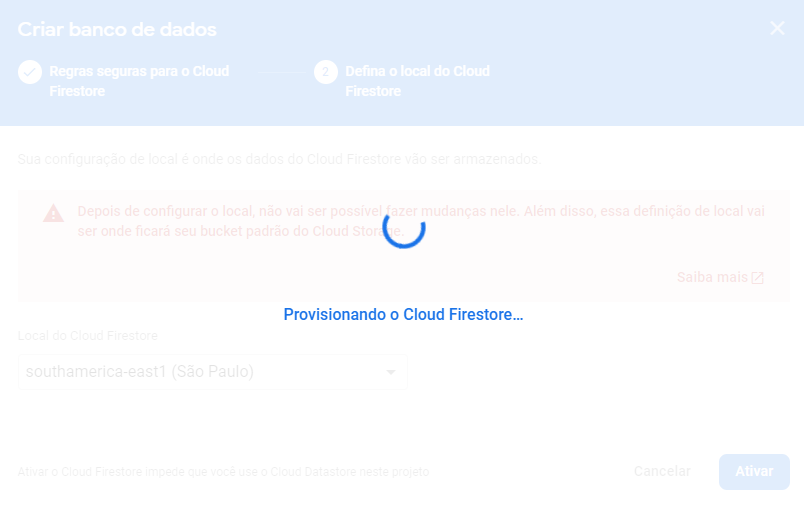 Criar banco de dados
Regras seguras para o Cloud
Firestore
2
Defina o local do Cloud
Firestore
Sua configuração de local é onde os dados do Cloud Firestore vão ser armazenados.
Depois de configurar o local, não vai ser possível fazer mudanças nele. Além disso, essa definição de local vai
ser onde ficará seu bucket padrão do Cloud Storage.
Saiba mais
Provisionando o Cloud Firestore...
Local do Cloud Firestore
southamerica-east1 (São Paulo)
Ativar o Cloud Firestore impede que você use o Cloud Datastore neste projeto.
Cancelar
Ativar